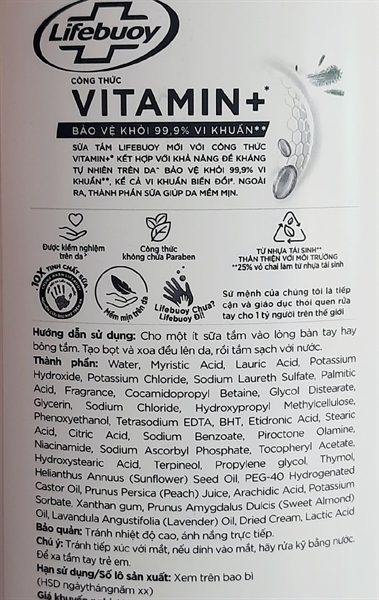 Lifebuoy
CÔNG THỨC
VITAMIN+*
BẢO VỆ KHỎI 99,9% VI KHUẨN**
SỮA TẮM LIFEBUOY MỚI VỚI CÔNG THỨC
VITAMIN+* KẾT HỢP VỚI KHẢ NĂNG ĐỀ KHÁNG
TỰ NHIÊN TRÊN DA^ BẢO VỆ KHỎI 99,9% VI
KHUẨN**, KỂ CẢ VI KHUẨN BIẾN ĐỔI#. NGOÀI
RA, THÀNH PHẦN SỮA GIÚP DA MỀM MỊN.
Được kiểm nghiệm
trên da^
Công thức
không chứa Paraben
TỪ NHỰA TÁI SINH**
THÂN THIỆN VỚI MÔI TRƯỜNG
**25% vỏ chai làm từ nhựa tái sinh
10X TINH CHẤT SỮA
Mềm mịn trên da
Lifebuoy Chưa?
Lifebuoy Đi!
Sứ mệnh của chúng tôi là tiếp
cận và giáo dục thói quen rửa
tay cho 1 tỷ người trên thế giới
Hướng dẫn sử dụng: Cho một ít sữa tắm vào lòng bàn tay hay
bông tắm. Tạo bọt và xoa đều lên da, rồi tắm sạch với nước.
Thành phần: Water, Myristic Acid, Lauric Acid, Potassium
Hydroxide, Potassium Chloride, Sodium Laureth Sulfate, Palmitic
Acid, Fragrance, Cocamidopropyl Betaine, Glycol Distearate,
Glycerin, Sodium Chloride, Hydroxypropyl Methylcellulose,
Phenoxyethanol, Tetrasodium EDTA, BHT, Etidronic Acid, Stearic
Acid, Citric Acid, Sodium Benzoate, Piroctone Olamine,
Niacinamide, Sodium Ascorbyl Phosphate, Tocopheryl Acetate,
Hydroxystearic Acid, Terpineol, Propylene glycol, Thymol,
Helianthus Annuus (Sunflower) Seed Oil, PEG-40 Hydrogenated
Castor Oil, Prunus Persica (Peach) Juice, Arachidic Acid, Potassium
Sorbate, Xanthan gum, Prunus Amygdalus Dulcis (Sweet Almond)
Oil, Lavandula Angustifolia (Lavender) Oil, Dried Cream, Lactic Acid
Bảo quản: Tránh nhiệt độ cao, ánh nắng trực tiếp.
Chú ý: Tránh tiếp xúc với mắt, nếu dính vào mắt, hãy rửa kỹ bằng nước.
Để xa tầm tay trẻ em.
Hạn sử dụng/Số lô sản xuất: Xem trên bao bì
(HSD ngàythángnăm xx)